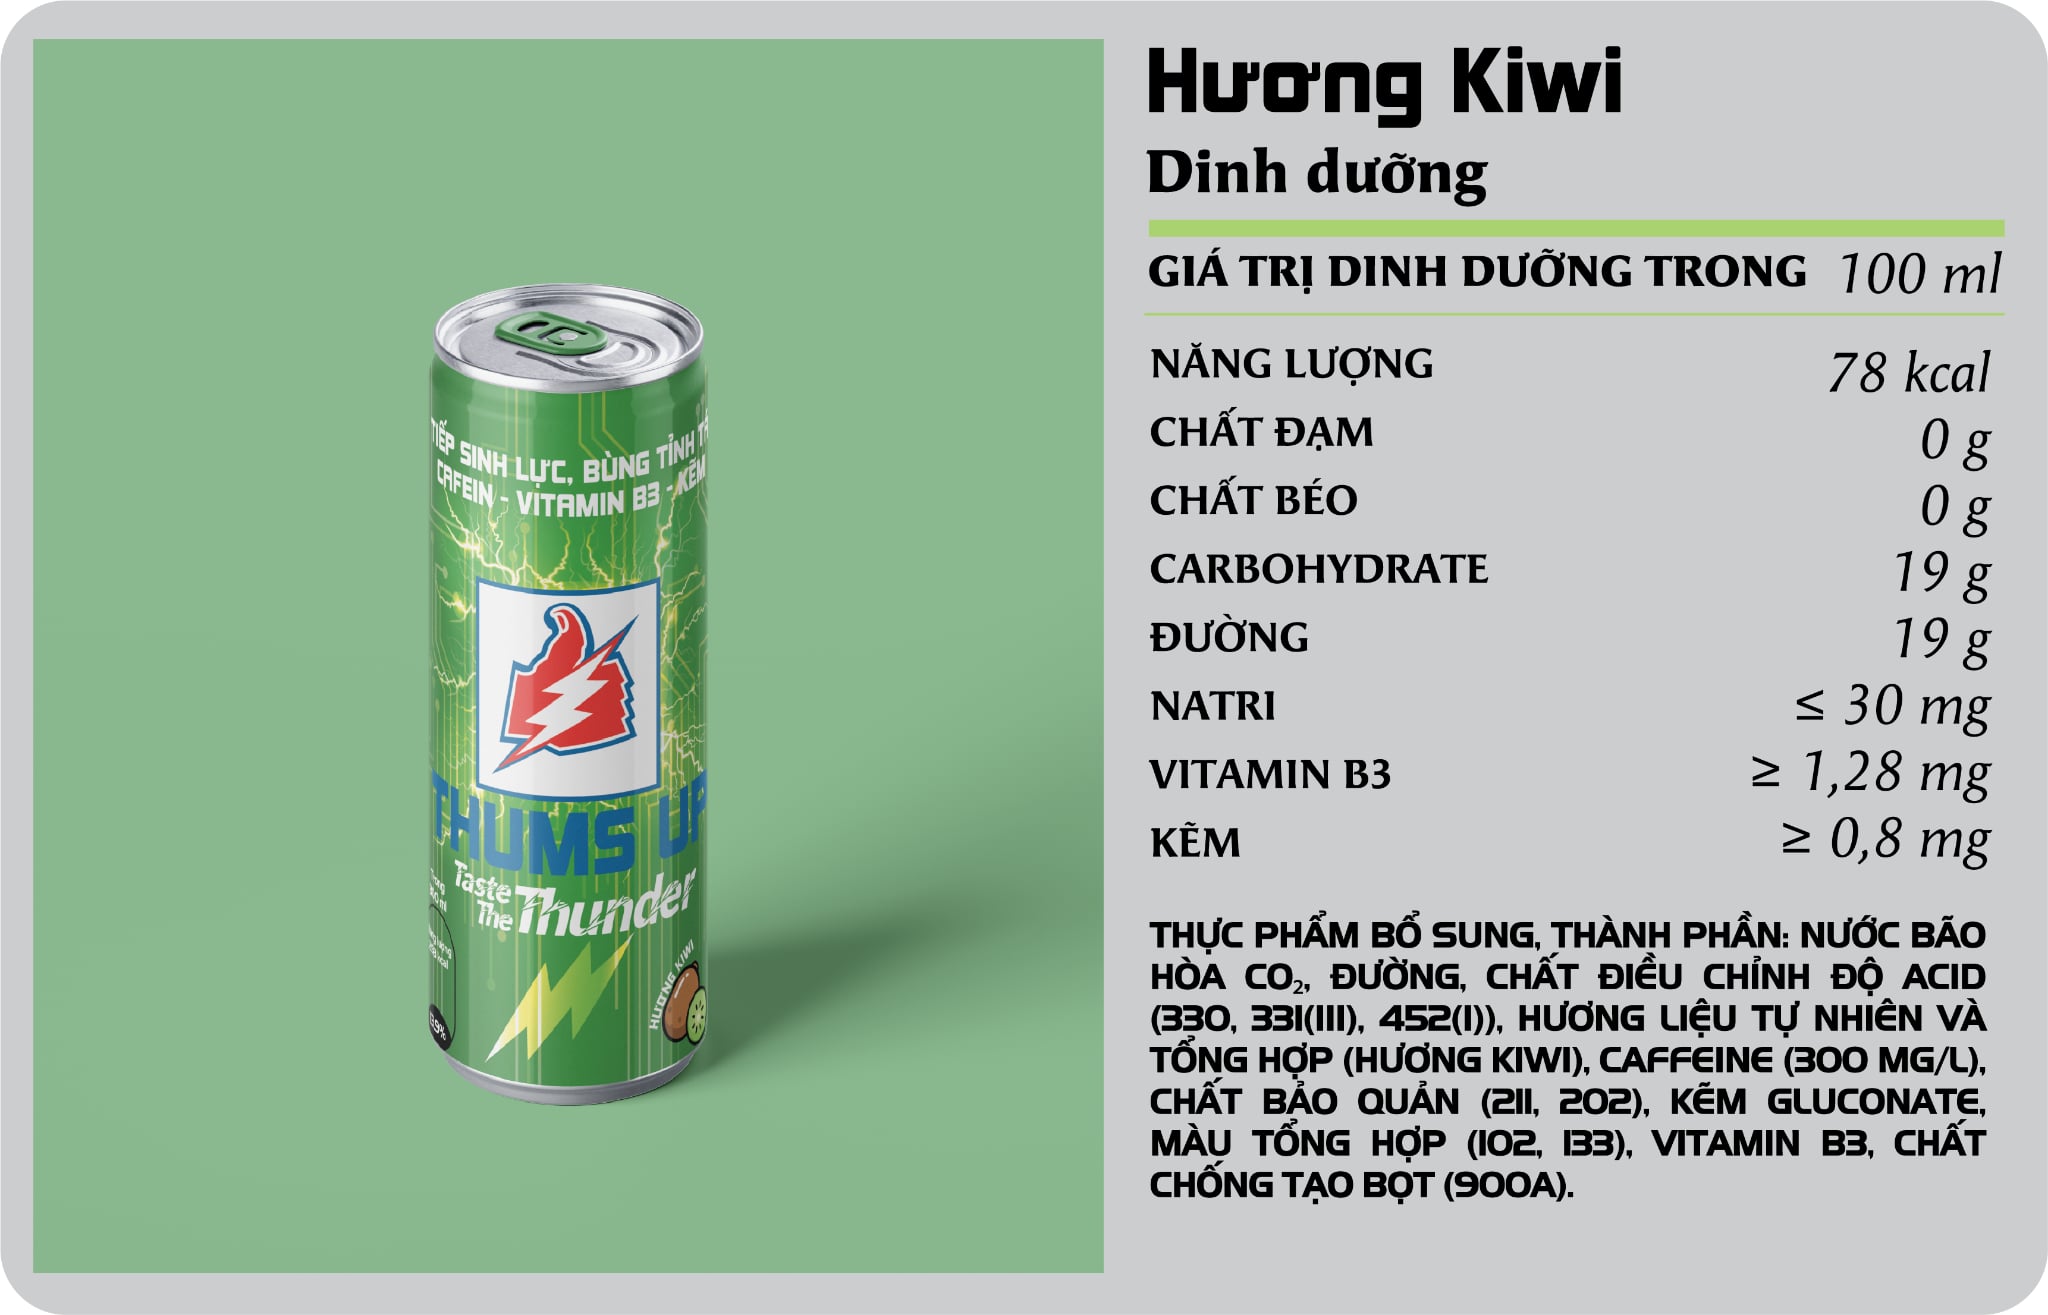 Hương Kiwi
Dinh dưỡng
GIÁ TRỊ DINH DƯỠNG TRONG 100 ml
NĂNG LƯỢNG 78 kcal
CHẤT ĐẠM 0 g
CHẤT BÉO 0 g
CARBOHYDRATE 19 g
ĐƯỜNG 19 g
NATRI ≤ 30 mg
VITAMIN B3 ≥ 1,28 mg
KẼM ≥ 0,8 mg
THỰC PHẨM BỔ SUNG, THÀNH PHẦN: NƯỚC BÃO
HÒA CO₂, ĐƯỜNG, CHẤT ĐIỀU CHỈNH ĐỘ ACID
(330, 331(III), 452(I)), HƯƠNG LIỆU TỰ NHIÊN VÀ
TỔNG HỢP (HƯƠNG KIWI), CAFFEINE (300 MG/L),
CHẤT BẢO QUẢN (211, 202), KẼM GLUCONATE,
MÀU TỔNG HỢP (102, 133), VITAMIN B3, CHẤT
CHỐNG TẠO BỌT (900A).
TIẾP SINH LỰC, BÙNG TỈNH
CAFEIN - VITAMIN B3 - KẼM
THUMS UP
Taste
The Thunder
HƯƠNG KIWI